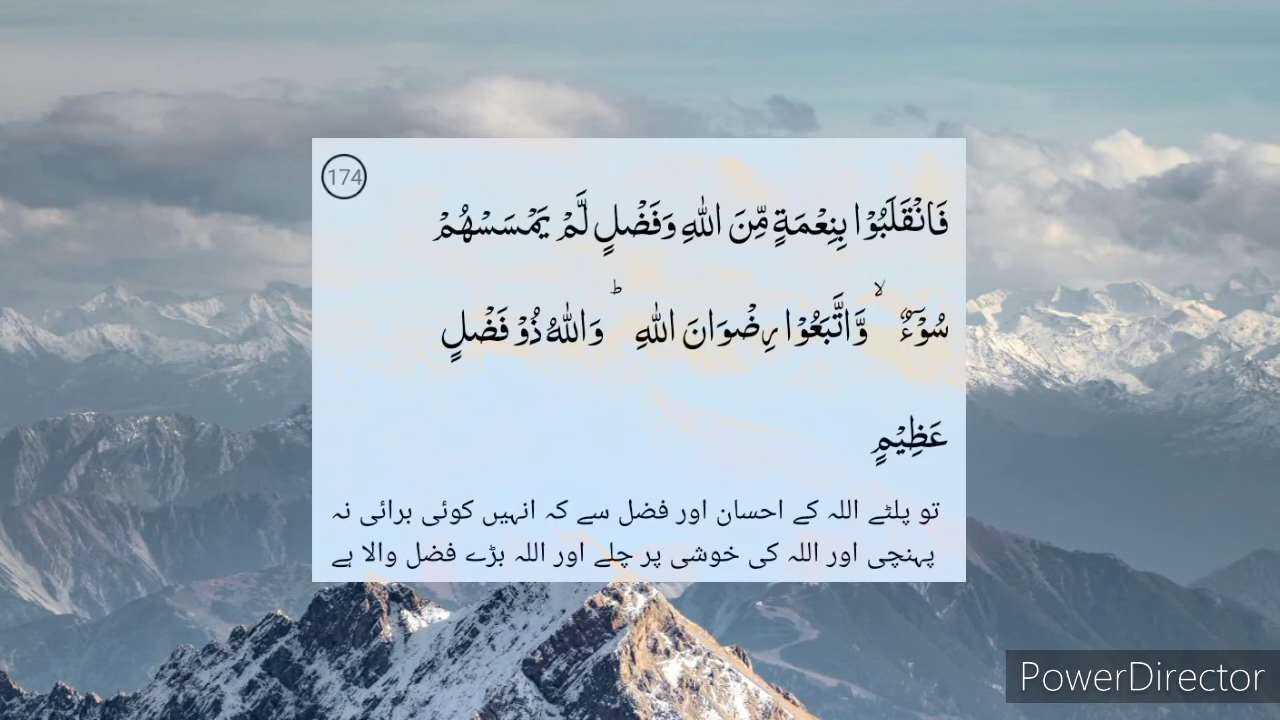 174
فَانْقَلَبُوْا بِنِعْمَةٍ مِّنَ اللّٰهِ وَفَضْلٍ لَّمْ يَمْسَسْهُمْ
سُوْٓءٌ ۙ وَّاتَّبَعُوْا رِضْوَانَ اللّٰهِ ؕ وَاللّٰهُ ذُوْ فَضْلٍ
عَظِيْمٍ
تو پلٹے اللہ کے احسان اور فضل سے کہ انہیں کوئی برائی نہ
پہنچی اور اللہ کی خوشی پر چلے اور اللہ بڑے فضل والا ہے
PowerDirector